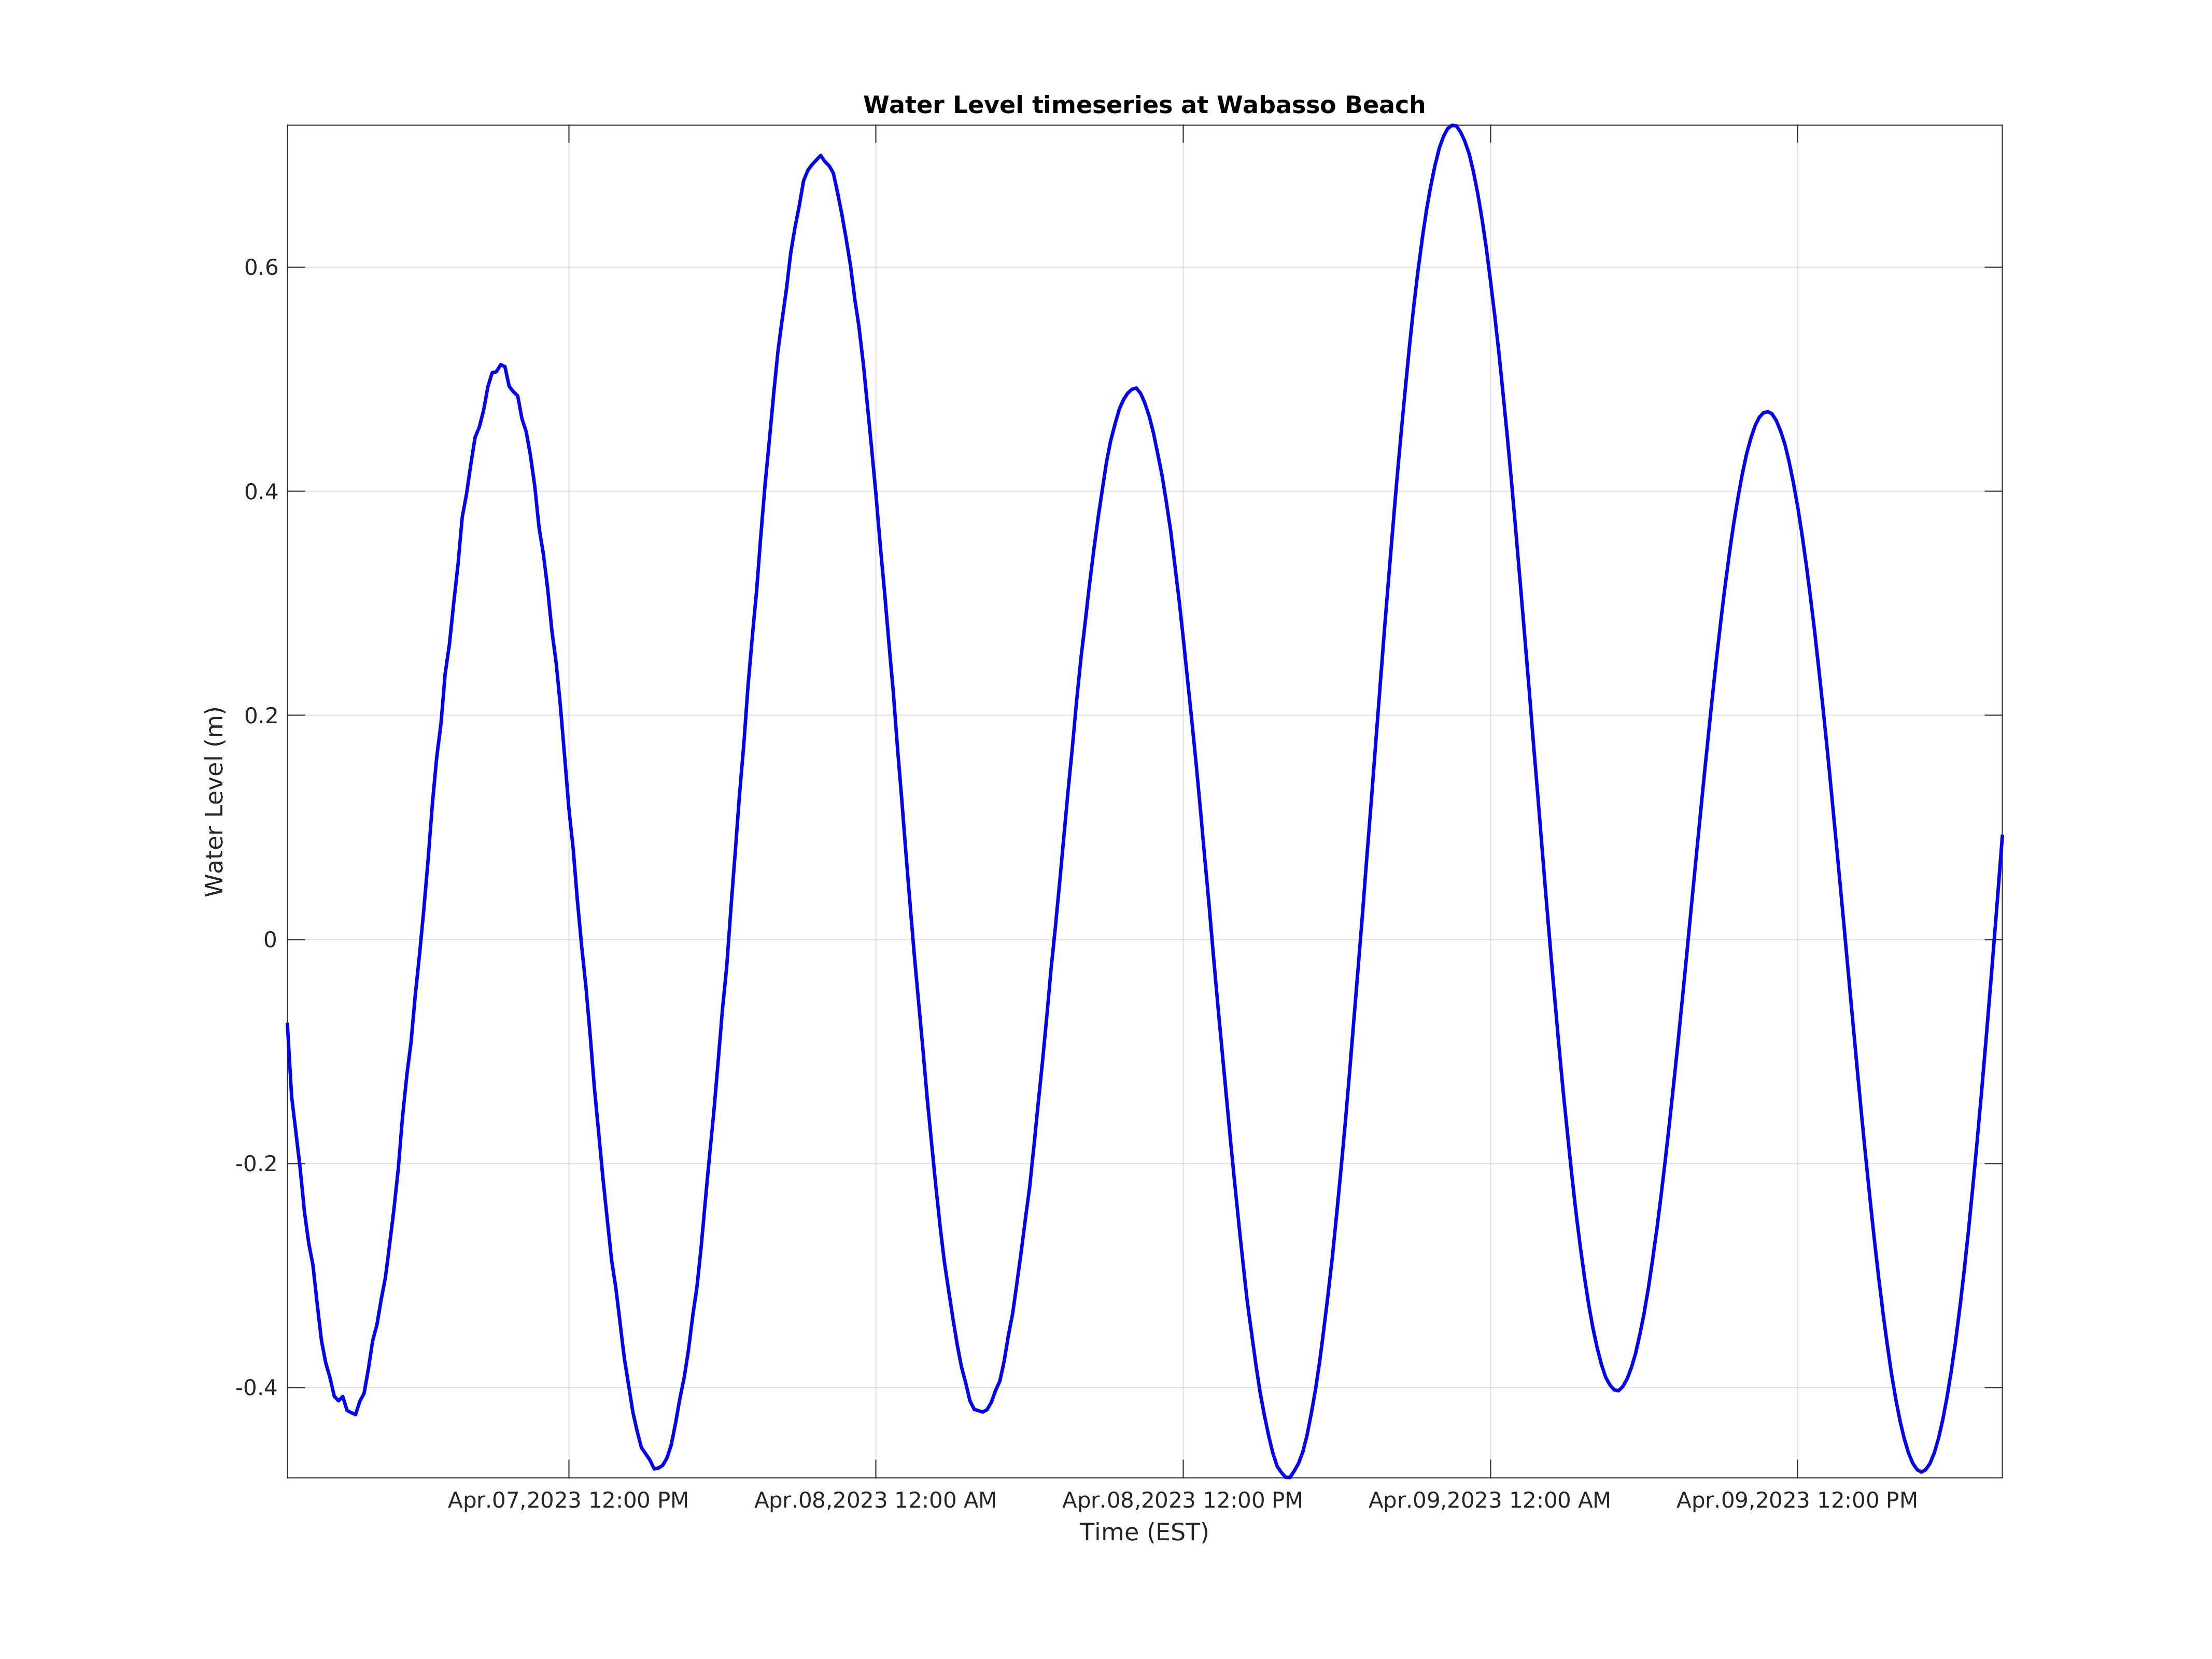 Water Level timeseries at Wabasso Beach
0.6
0.4
0.2
0
-0.2
-0.4
Water Level (m)
Apr.07,2023 12:00 PM
Apr.08,2023 12:00 AM
Apr.08,2023 12:00 PM
Apr.09,2023 12:00 AM
Apr.09,2023 12:00 PM
Time (EST)